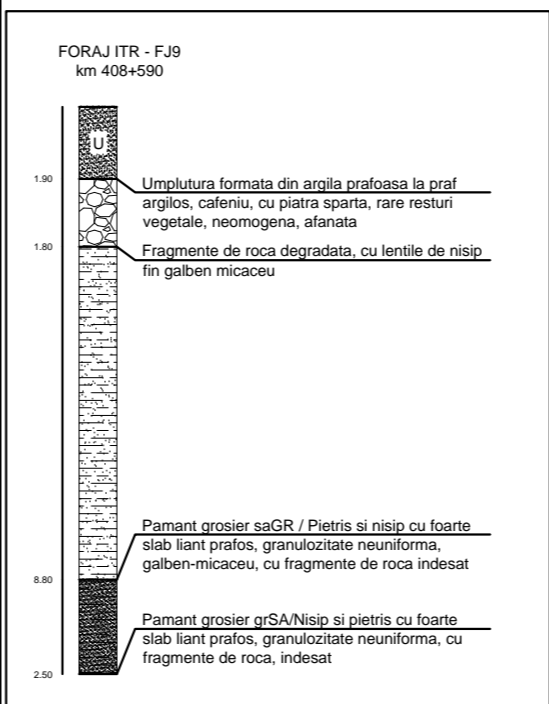 FORAJ ITR - FJ9
km 408+590
U
1.90
Umplutura formata din argila prafoasa la praf
argilos, cafeniu, cu piatra sparta, rare resturi
vegetale, neomogena, afanata
1.80
Fragmente de roca degradata, cu lentile de nisip
fin galben micaceu
Pamant grosier saGR / Pietris si nisip cu foarte
slab liant prafos, granulozitate neuniforma,
galben-micaceu, cu fragmente de roca indesat
8.80
Pamant grosier grSA/Nisip si pietris cu foarte
slab liant prafos, granulozitate neuniforma, cu
fragmente de roca, indesat
2.50